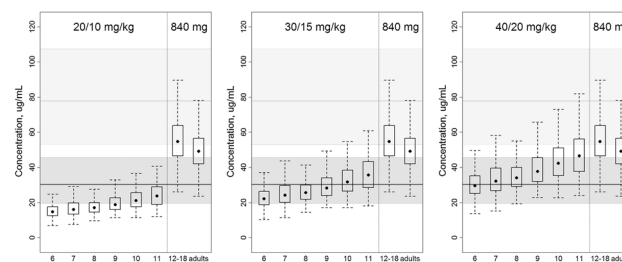 20/10 mg/kg 840 mg
Concentration, ug/mL
0 20 40 60 80 100 120
6 7 8 9 10 11 12-18 adults
30/15 mg/kg 840 mg
Concentration, ug/mL
0 20 40 60 80 100 120
6 7 8 9 10 11 12-18 adults
40/20 mg/kg 840 m
Concentration, ug/mL
0 20 40 60 80 100 120
6 7 8 9 10 11 12-18 adu